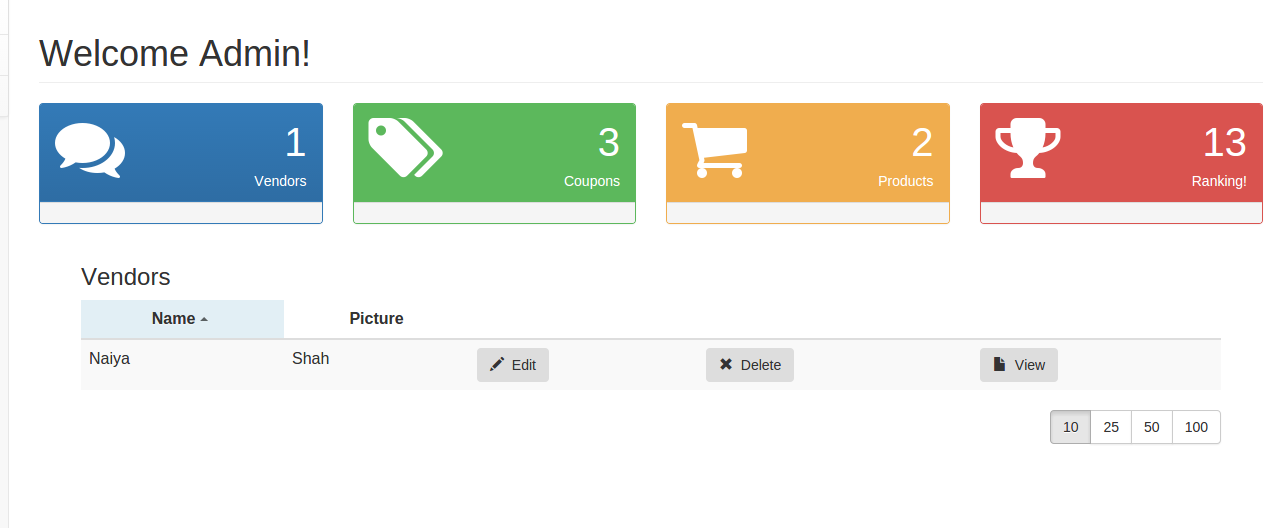 Welcome Admin!
1
Vendors
3
Coupons
2
Products
13
Ranking!
Vendors
Name Picture
Naiya Shah Edit Delete View
10 25 50 100